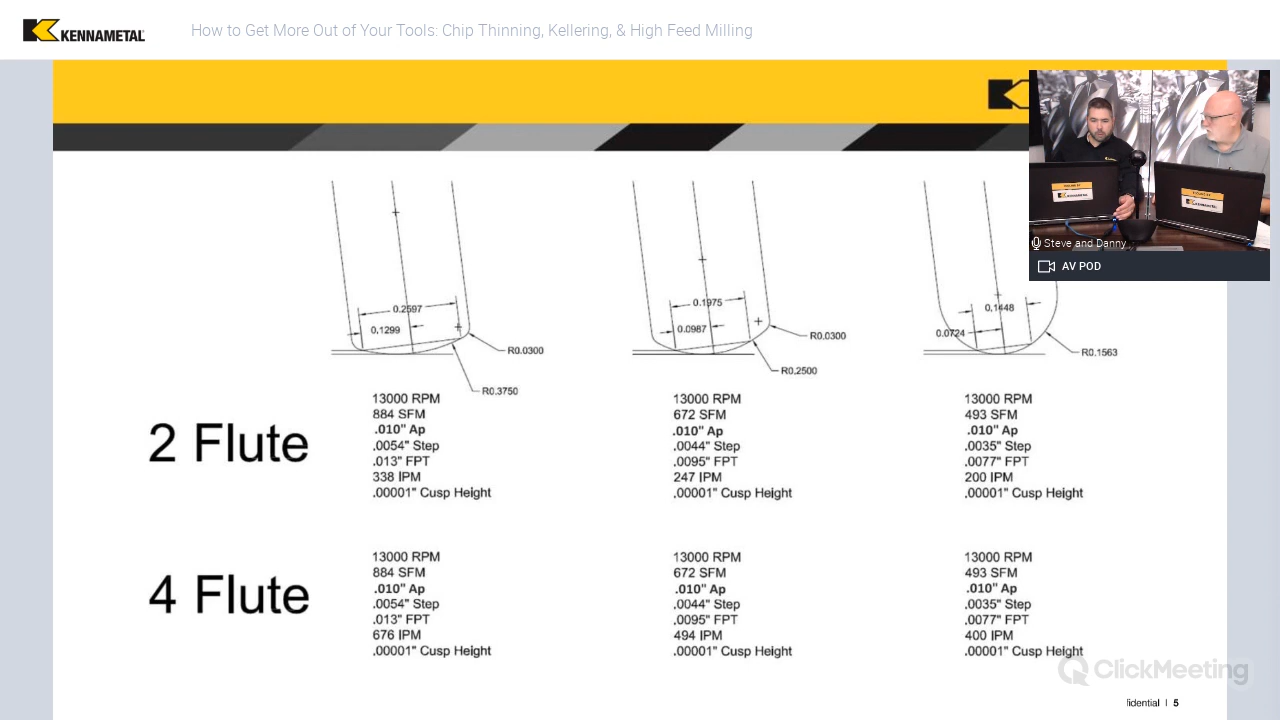 KENNAMETAL
How to Get More Out of Your Tools: Chip Thinning, Kellering, & High Feed Milling
Steve and Danny
AV POD
0.2597
0.1299
R0.0300
R0.3750
0.1975
0.0987
R0.0300
R0.2500
0.1448
0.0724
R0.1563
2 Flute
13000 RPM
884 SFM
.010" Ap
.0054" Step
.013" FPT
338 IPM
.00001" Cusp Height
13000 RPM
672 SFM
.010" Ap
.0044" Step
.0095" FPT
247 IPM
.00001" Cusp Height
13000 RPM
493 SFM
.010" Ap
.0035" Step
.0077" FPT
200 IPM
.00001" Cusp Height
4 Flute
13000 RPM
884 SFM
.010" Ap
.0054" Step
.013" FPT
676 IPM
.00001" Cusp Height
13000 RPM
672 SFM
.010" Ap
.0044" Step
.0095" FPT
494 IPM
.00001" Cusp Height
13000 RPM
493 SFM
.010" Ap
.0035" Step
.0077" FPT
400 IPM
.00001" Cusp Height
ClickMeeting
idential | 5